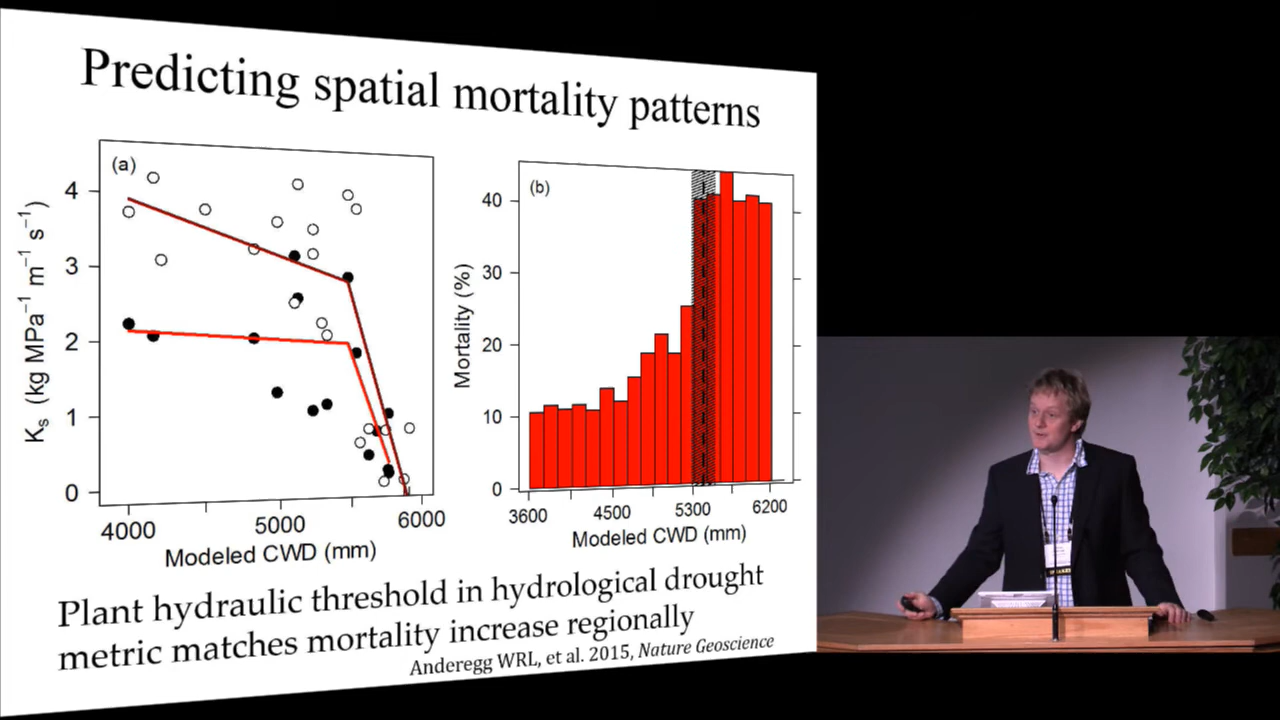 Predicting spatial mortality patterns
(a)
4
3
2
1
0
Kₛ (kg MPa⁻¹ m⁻¹ s⁻¹)
4000 5000 6000
Modeled CWD (mm)
(b)
40
30
20
10
0
Mortality (%)
3600 4500 5300 6200
Modeled CWD (mm)
Plant hydraulic threshold in hydrological drought
metric matches mortality increase regionally
Anderegg WRL, et al. 2015, Nature Geoscience